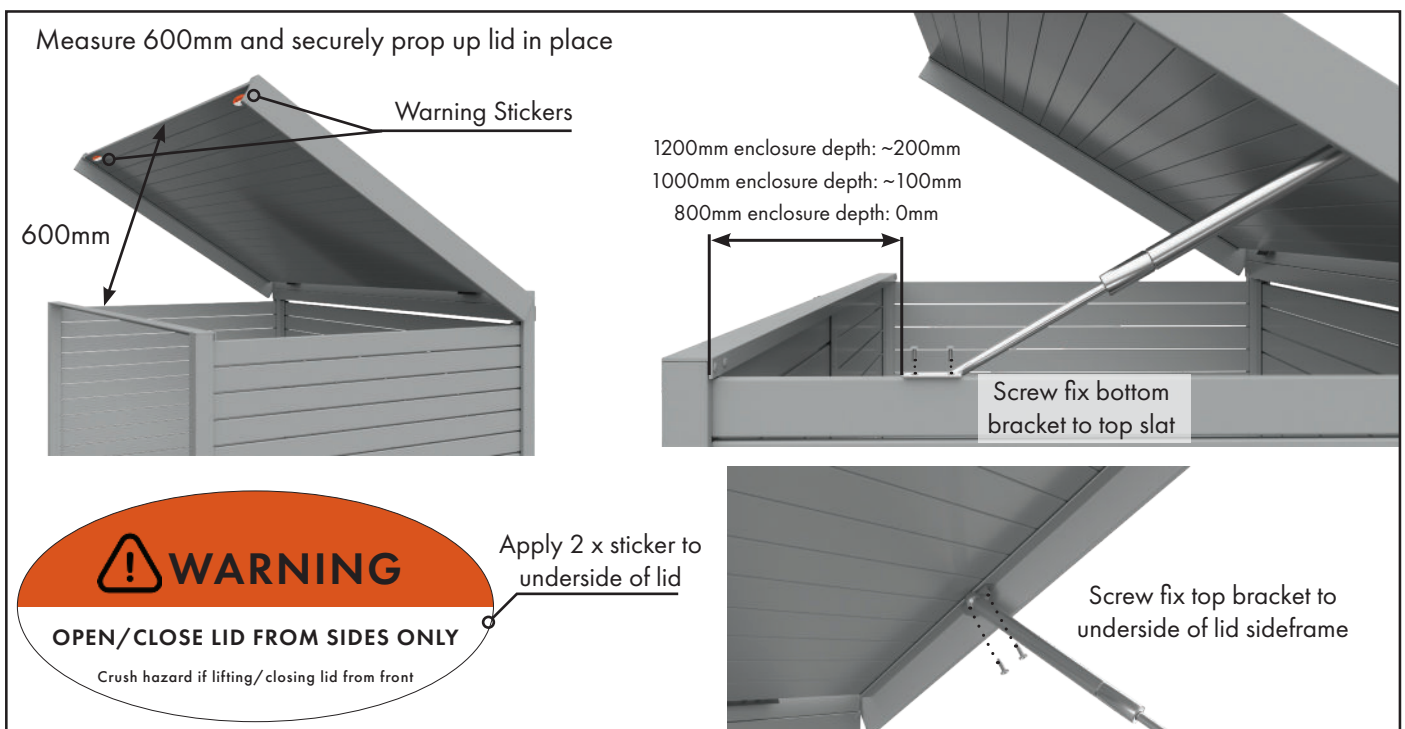 Measure 600mm and securely prop up lid in place
Warning Stickers
600mm
1200mm enclosure depth: ~200mm
1000mm enclosure depth: ~100mm
800mm enclosure depth: 0mm
Screw fix bottom
bracket to top slat
WARNING
OPEN/CLOSE LID FROM SIDES ONLY
Crush hazard if lifting/closing lid from front
Apply 2 x sticker to
underside of lid
Screw fix top bracket to
underside of lid sideframe